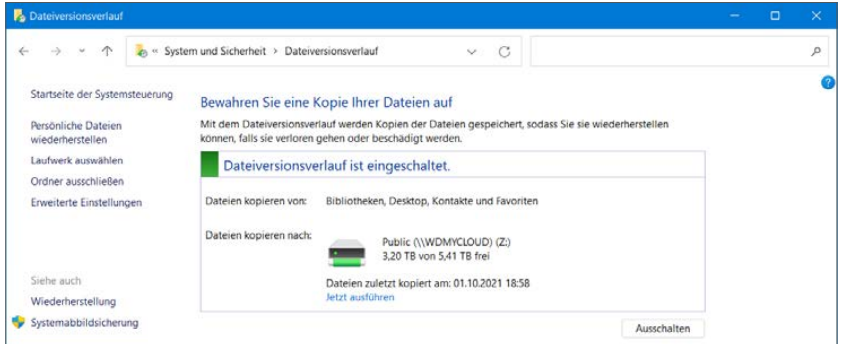 Dateiversionsverlauf
« System und Sicherheit > Dateiversionsverlauf
Startseite der Systemsteuerung
Persönliche Dateien
wiederherstellen
Laufwerk auswählen
Ordner ausschließen
Erweiterte Einstellungen
Siehe auch
Wiederherstellung
Systemabbildsicherung
Bewahren Sie eine Kopie Ihrer Dateien auf
Mit dem Dateiversionsverlauf werden Kopien der Dateien gespeichert, sodass Sie sie wiederherstellen
können, falls sie verloren gehen oder beschädigt werden.
Dateiversionsverlauf ist eingeschaltet.
Dateien kopieren von: Bibliotheken, Desktop, Kontakte und Favoriten
Dateien kopieren nach: Public (\\WDMYCLOUD) (Z:)
3,20 TB von 5,41 TB frei
Dateien zuletzt kopiert am: 01.10.2021 18:58
Jetzt ausführen
Ausschalten